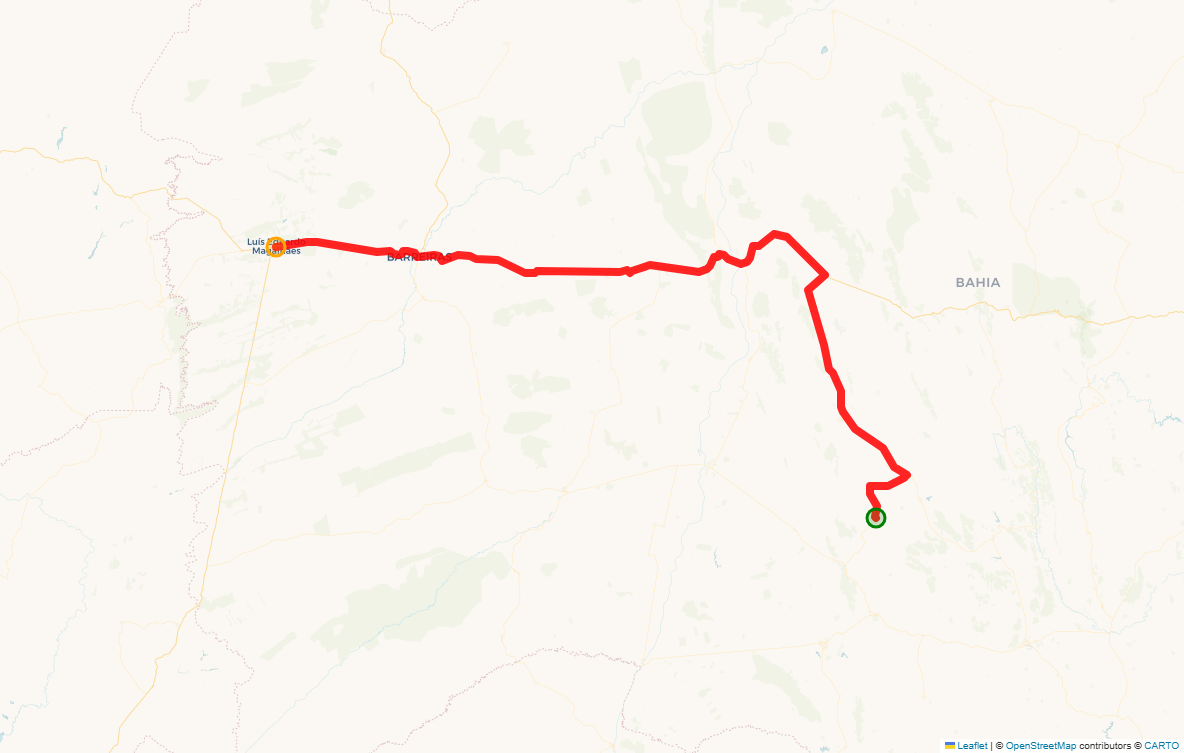 Luís Eduardo
Magalhães
BARREIRAS
BAHIA
Leaflet | © OpenStreetMap contributors © CARTO